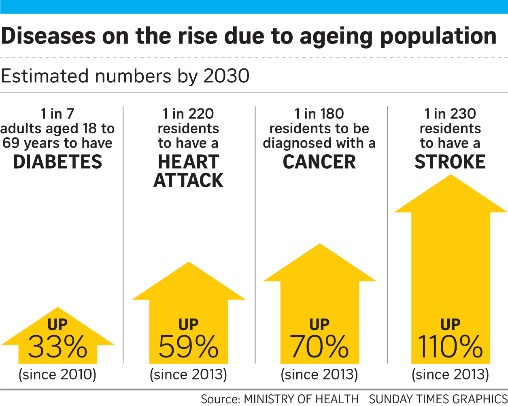 Diseases on the rise due to ageing population
Estimated numbers by 2030
1 in 7
adults aged 18 to
69 years to have
DIABETES
UP
33%
(since 2010)
1 in 220
residents
to have a
HEART
ATTACK
UP
59%
(since 2013)
1 in 180
residents to be
diagnosed with a
CANCER
UP
70%
(since 2013)
1 in 230
residents
to have a
STROKE
UP
110%
(since 2013)
Source: MINISTRY OF HEALTH SUNDAY TIMES GRAPHICS